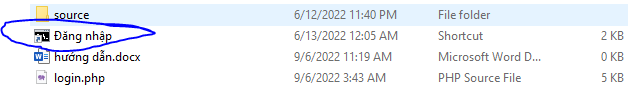 source 6/12/2022 11:40 PM File folder
Đăng nhập 6/13/2022 12:05 AM Shortcut 2 KB
hướng dẫn.docx 9/6/2022 11:19 AM Microsoft Word D... 0 KB
login.php 9/6/2022 3:43 AM PHP Source File 5 KB